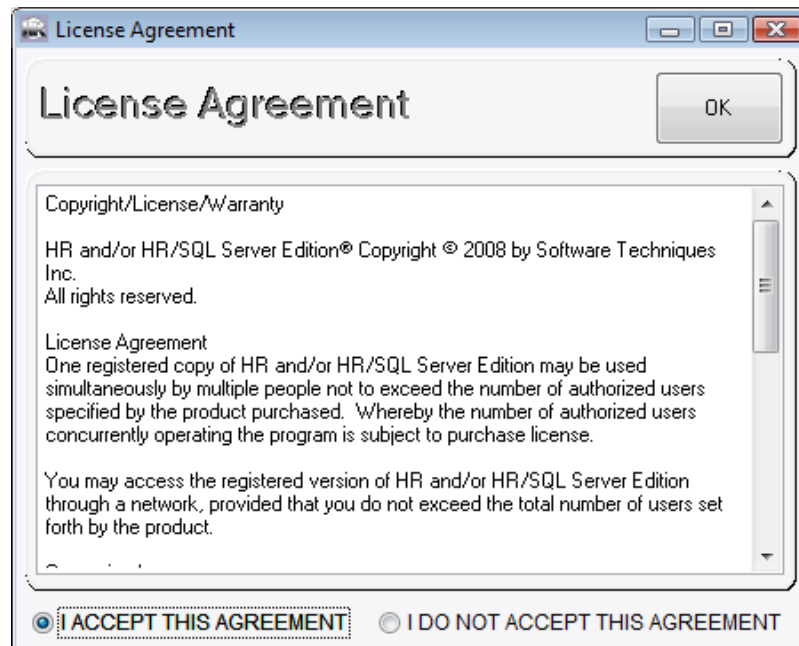 License Agreement
License Agreement
OK
Copyright/License/Warranty
HR and/or HR/SQL Server Edition® Copyright © 2008 by Software Techniques
Inc.
All rights reserved.
License Agreement
One registered copy of HR and/or HR/SQL Server Edition may be used
simultaneously by multiple people not to exceed the number of authorized users
specified by the product purchased.  Whereby the number of authorized users
concurrently operating the program is subject to purchase license.
You may access the registered version of HR and/or HR/SQL Server Edition
through a network, provided that you do not exceed the total number of users set
forth by the product.
I ACCEPT THIS AGREEMENT
I DO NOT ACCEPT THIS AGREEMENT